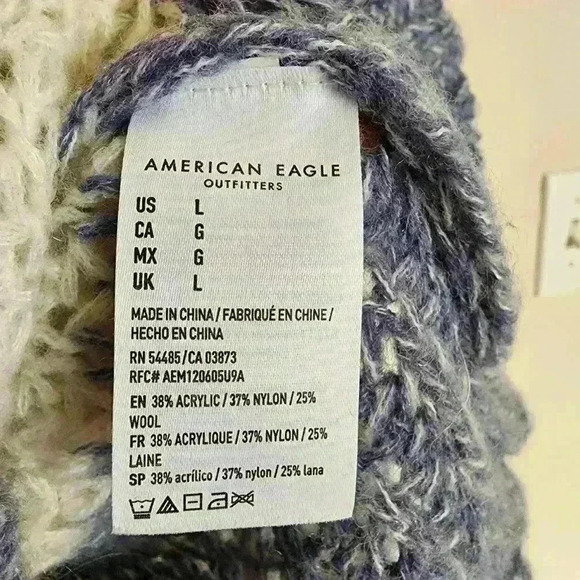 AMERICAN EAGLE
OUTFITTERS
US L
CA G
MX G
UK L
MADE IN CHINA / FABRIQUÉ EN CHINE /
HECHO EN CHINA
RN 54485 / CA 03873
RFC# AEM120605U9A
EN 38% ACRYLIC / 37% NYLON / 25%
WOOL
FR 38% ACRYLIQUE / 37% NYLON / 25%
LAINE
SP 38% acrílico / 37% nylon / 25% lana